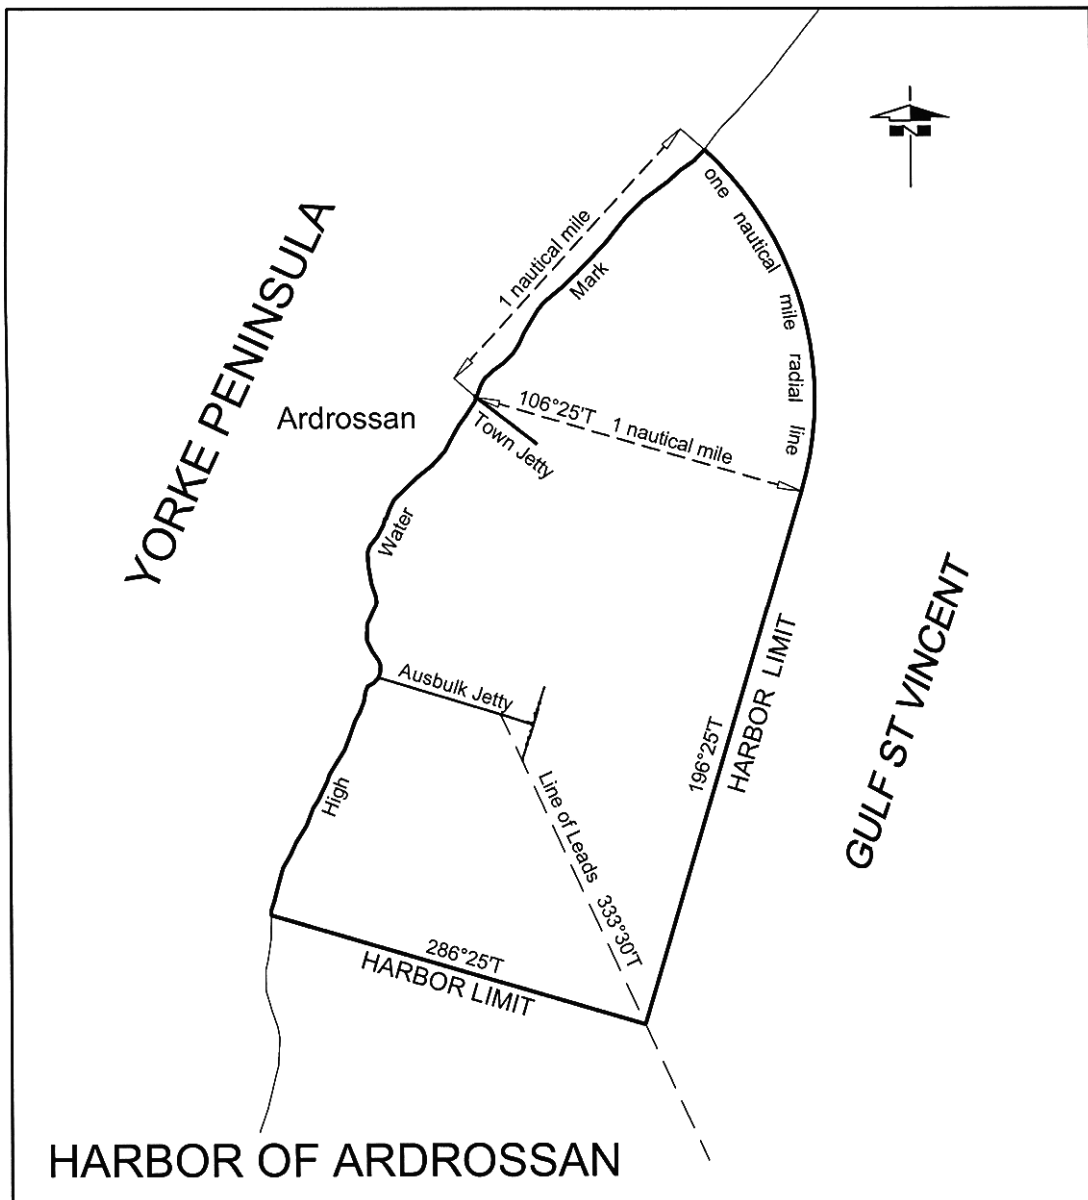 one nautical mile radial line
1 nautical mile
Mark
YORKE PENINSULA
Ardrossan
106°25'T 1 nautical mile
Town Jetty
Water
Ausbulk Jetty
HARBOR LIMIT
196°25'T
GULF ST VINCENT
High
Line of Leads 333°30'T
286°25'T
HARBOR LIMIT
HARBOR OF ARDROSSAN
N